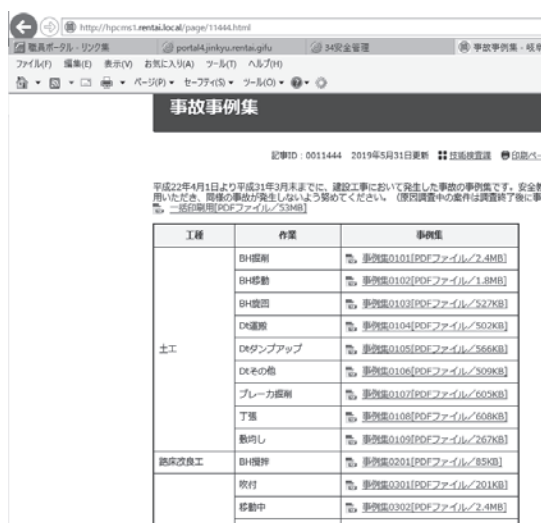 http://hpcms1.rentai.local/page/11444.html
職員ポータル - リンク集 portal4.jinkyu.rentai.gifu 34安全管理 事故事例集 - 岐阜
ファイル(F) 編集(E) 表示(V) お気に入り(A) ツール(T) ヘルプ(H)
ページ(P) セーフティ(S) ツール(O)
事故事例集
記事ID:0011444 2019年5月31日更新 技術検査課 印刷ペー
平成22年4月1日より平成31年3月末までに、建設工事において発生した事故の事例集です。安全教
用いただき、同様の事故が発生しないよう努めてください。(原因調査中の案件は調査終了後に事
一括印刷用[PDFファイル/53MB]
工種 作業 事例集
BH掘削 事例集0101[PDFファイル/2.4MB]
BH移動 事例集0102[PDFファイル/1.8MB]
BH旋回 事例集0103[PDFファイル/527KB]
Dt運搬 事例集0104[PDFファイル/502KB]
土工 Dtダンプアップ 事例集0105[PDFファイル/566KB]
Dtその他 事例集0106[PDFファイル/509KB]
ブレーカ掘削 事例集0107[PDFファイル/605KB]
丁張 事例集0108[PDFファイル/608KB]
敷均し 事例集0109[PDFファイル/267KB]
路床改良工 BH攪拌 事例集0201[PDFファイル/85KB]
吹付 事例集0301[PDFファイル/201KB]
移動中 事例集0302[PDFファイル/2.4MB]